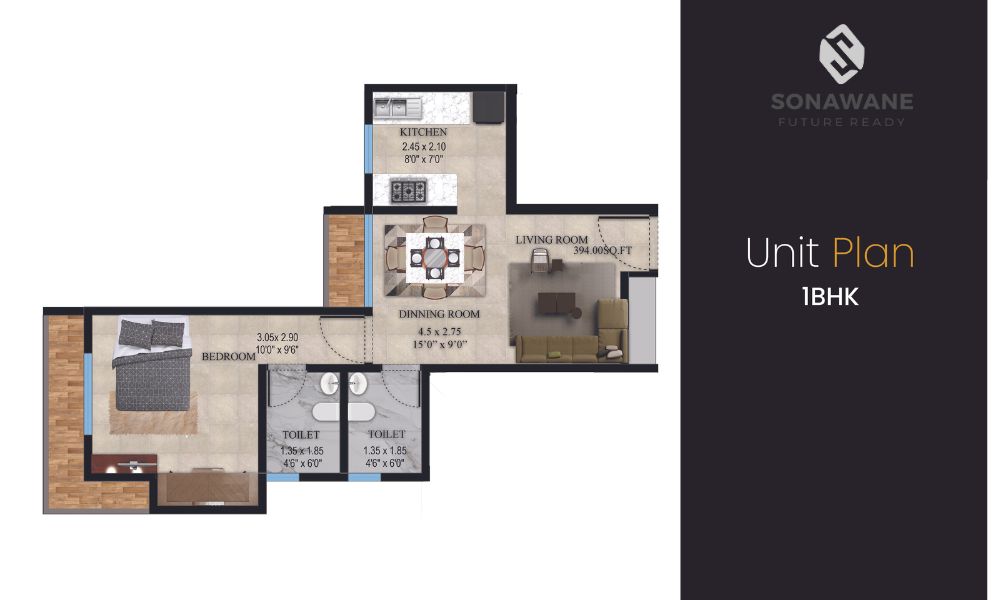 KITCHEN
2.45 x 2.10
8'0" x 7'0"
LIVING ROOM
394.00SQ.FT
DINNING ROOM
4.5 x 2.75
15'0" x 9'0"
3.05x 2.90
10'0" x 9'6"
BEDROOM
TOILET
1.35 x 1.85
4'6" x 6'0"
TOILET
1.35 x 1.85
4'6" x 6'0"
SONAWANE
FUTURE READY
Unit Plan
1BHK